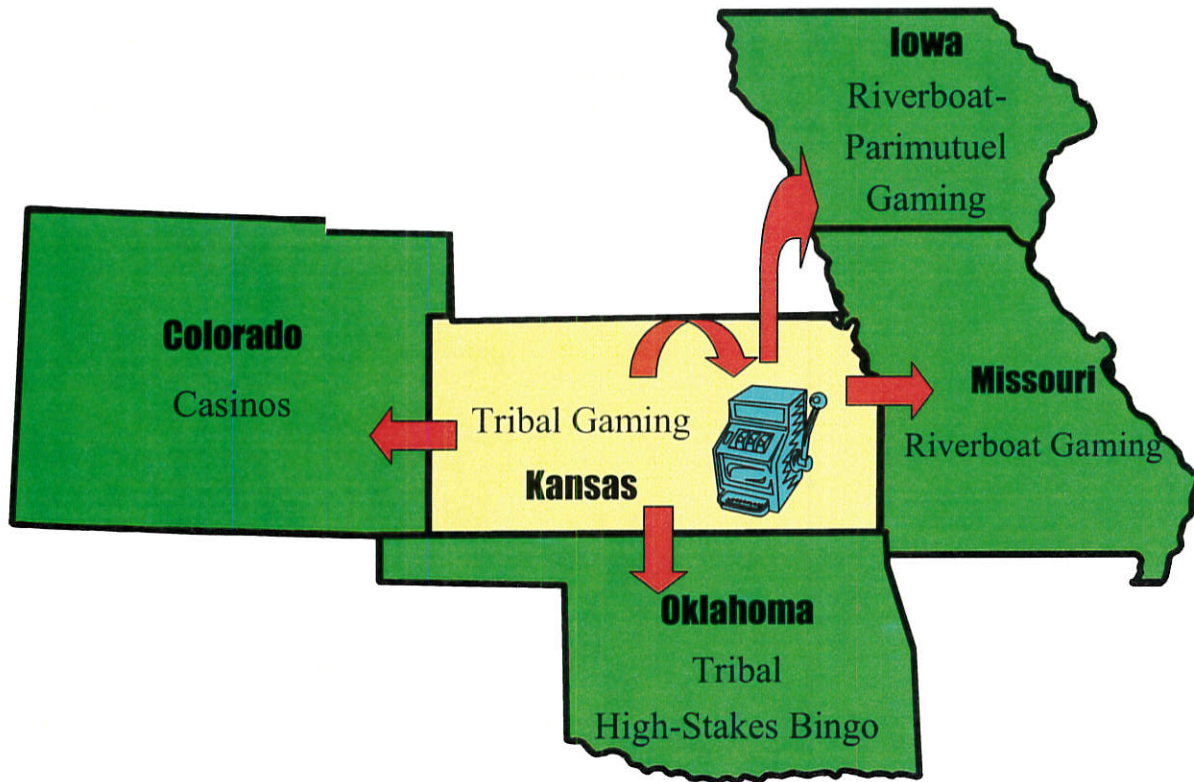 Iowa
Riverboat-
Parimutuel
Gaming
Colorado
Casinos
Tribal Gaming
Kansas
Missouri
Riverboat Gaming
Oklahoma
Tribal
High-Stakes Bingo